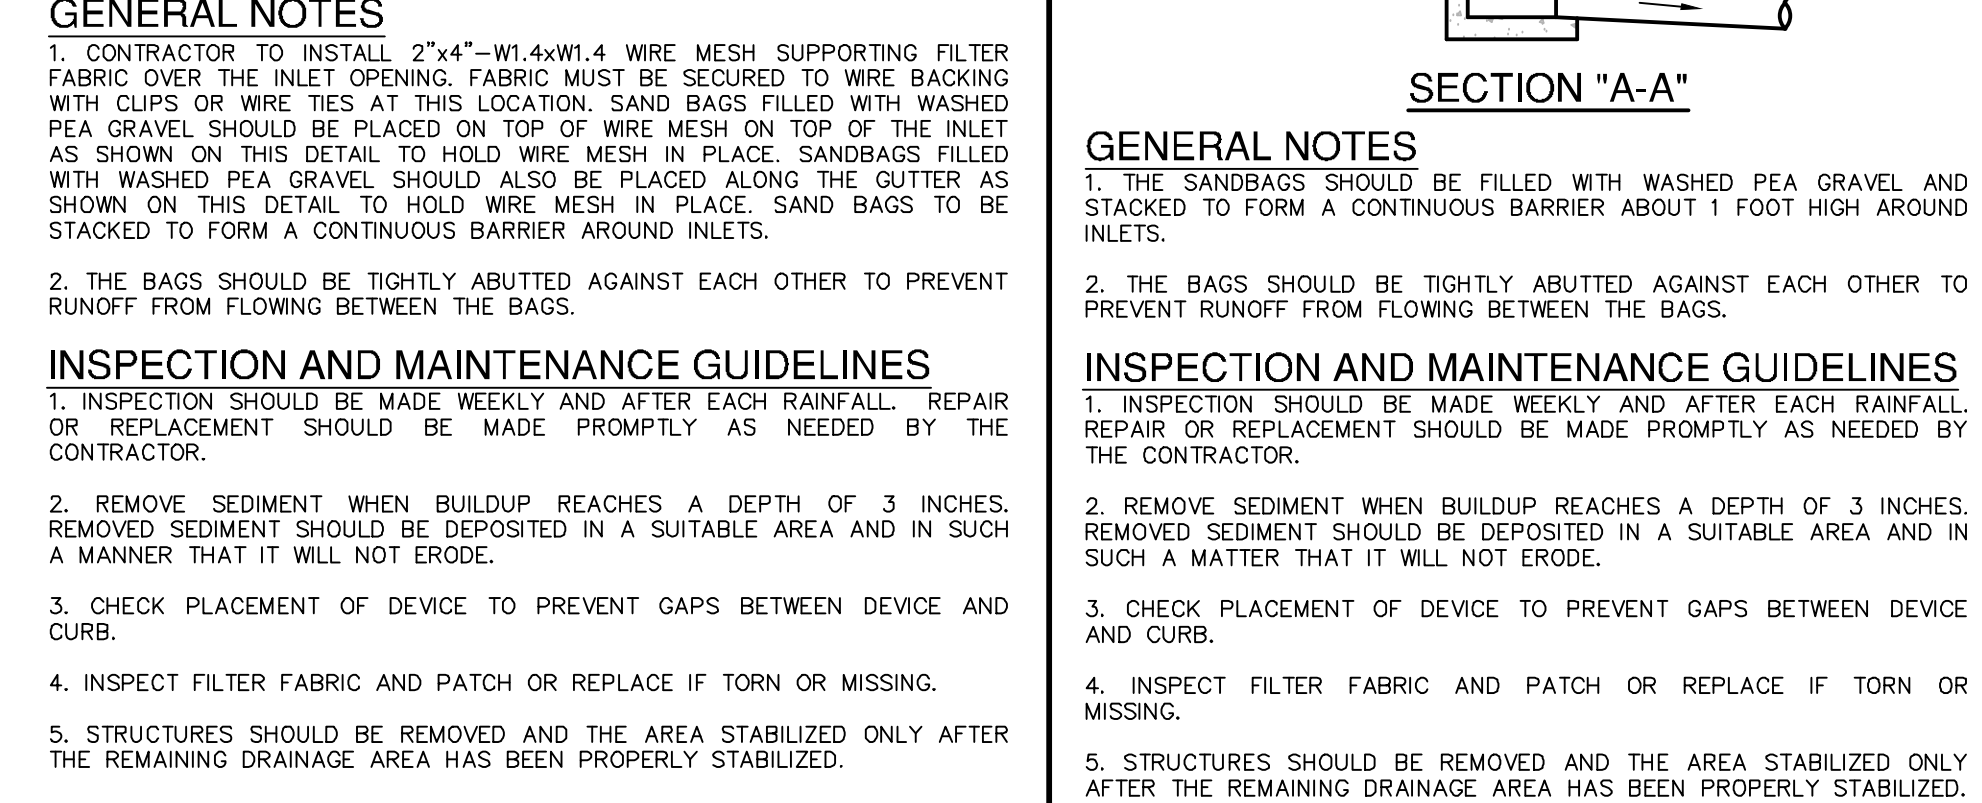 GENERAL NOTES
1. CONTRACTOR TO INSTALL 2"x4"–W1.4xW1.4 WIRE MESH SUPPORTING FILTER
FABRIC OVER THE INLET OPENING. FABRIC MUST BE SECURED TO WIRE BACKING
WITH CLIPS OR WIRE TIES AT THIS LOCATION. SAND BAGS FILLED WITH WASHED
PEA GRAVEL SHOULD BE PLACED ON TOP OF WIRE MESH ON TOP OF THE INLET
AS SHOWN ON THIS DETAIL TO HOLD WIRE MESH IN PLACE. SANDBAGS FILLED
WITH WASHED PEA GRAVEL SHOULD ALSO BE PLACED ALONG THE GUTTER AS
SHOWN ON THIS DETAIL TO HOLD WIRE MESH IN PLACE. SAND BAGS TO BE
STACKED TO FORM A CONTINUOUS BARRIER AROUND INLETS.
2. THE BAGS SHOULD BE TIGHTLY ABUTTED AGAINST EACH OTHER TO PREVENT
RUNOFF FROM FLOWING BETWEEN THE BAGS.
INSPECTION AND MAINTENANCE GUIDELINES
1. INSPECTION SHOULD BE MADE WEEKLY AND AFTER EACH RAINFALL. REPAIR
OR REPLACEMENT SHOULD BE MADE PROMPTLY AS NEEDED BY THE
CONTRACTOR.
2. REMOVE SEDIMENT WHEN BUILDUP REACHES A DEPTH OF 3 INCHES.
REMOVED SEDIMENT SHOULD BE DEPOSITED IN A SUITABLE AREA AND IN SUCH
A MANNER THAT IT WILL NOT ERODE.
3. CHECK PLACEMENT OF DEVICE TO PREVENT GAPS BETWEEN DEVICE AND
CURB.
4. INSPECT FILTER FABRIC AND PATCH OR REPLACE IF TORN OR MISSING.
5. STRUCTURES SHOULD BE REMOVED AND THE AREA STABILIZED ONLY AFTER
THE REMAINING DRAINAGE AREA HAS BEEN PROPERLY STABILIZED.
SECTION "A-A"
GENERAL NOTES
1. THE SANDBAGS SHOULD BE FILLED WITH WASHED PEA GRAVEL AND
STACKED TO FORM A CONTINUOUS BARRIER ABOUT 1 FOOT HIGH AROUND
INLETS.
2. THE BAGS SHOULD BE TIGHTLY ABUTTED AGAINST EACH OTHER TO
PREVENT RUNOFF FROM FLOWING BETWEEN THE BAGS.
INSPECTION AND MAINTENANCE GUIDELINES
1. INSPECTION SHOULD BE MADE WEEKLY AND AFTER EACH RAINFALL.
REPAIR OR REPLACEMENT SHOULD BE MADE PROMPTLY AS NEEDED BY
THE CONTRACTOR.
2. REMOVE SEDIMENT WHEN BUILDUP REACHES A DEPTH OF 3 INCHES.
REMOVED SEDIMENT SHOULD BE DEPOSITED IN A SUITABLE AREA AND IN
SUCH A MATTER THAT IT WILL NOT ERODE.
3. CHECK PLACEMENT OF DEVICE TO PREVENT GAPS BETWEEN DEVICE
AND CURB.
4. INSPECT FILTER FABRIC AND PATCH OR REPLACE IF TORN OR
MISSING.
5. STRUCTURES SHOULD BE REMOVED AND THE AREA STABILIZED ONLY
AFTER THE REMAINING DRAINAGE AREA HAS BEEN PROPERLY STABILIZED.